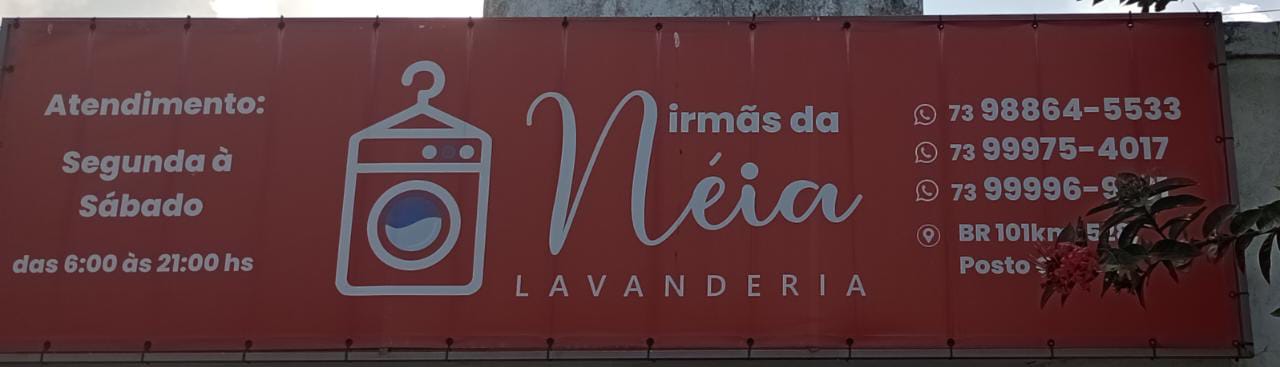 Atendimento:
Segunda à
Sábado
das 6:00 às 21:00 hs
irmãs da
Néia
LAVANDERIA
73 98864-5533
73 99975-4017
73
BR 101
Posto